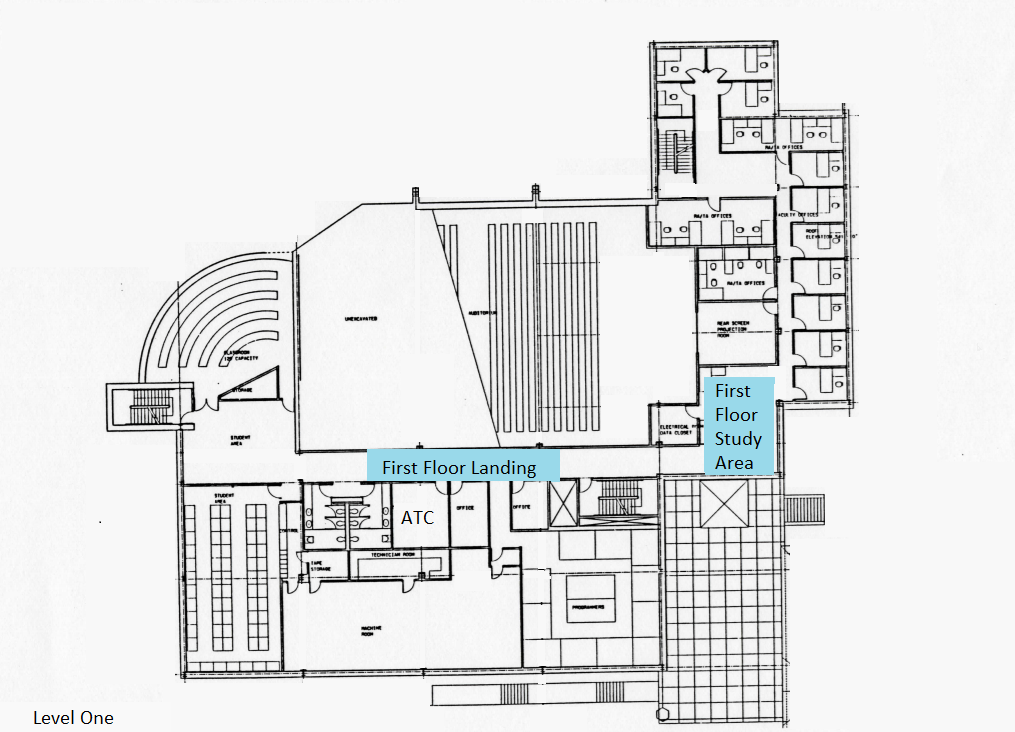 RA/TA OFFICES
RA/TA OFFICES
FACULTY OFFICES
ROOF
ELEVATION
RA/TA OFFICES
UNEXCAVATED
AUDITORIUM
REAR SCREEN
PROJECTION
ROOM
CLASSROOM
CAPACITY
STORAGE
First
Floor
Study
Area
ELECTRICAL
DATA CLOSET
STUDENT
AREA
First Floor Landing
STUDENT
AREA
ATC
OFFICE
OFFICE
CONTROL
TECHNICIAN ROOM
TAPE
STORAGE
PROGRAMMERS
MACHINE
ROOM
Level One